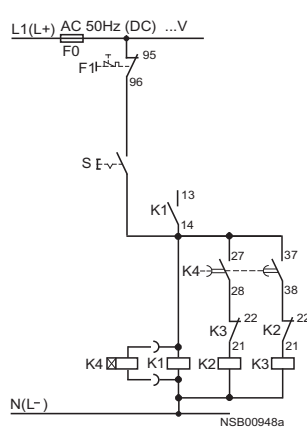 L1(L+) AC 50Hz (DC) ...V
F0
F1 95
96
S
13
K1
14
27 37
K4
28 38
22 22
K3 K2
21 21
K4 K1 K2 K3
N(L-)
NSB00948a